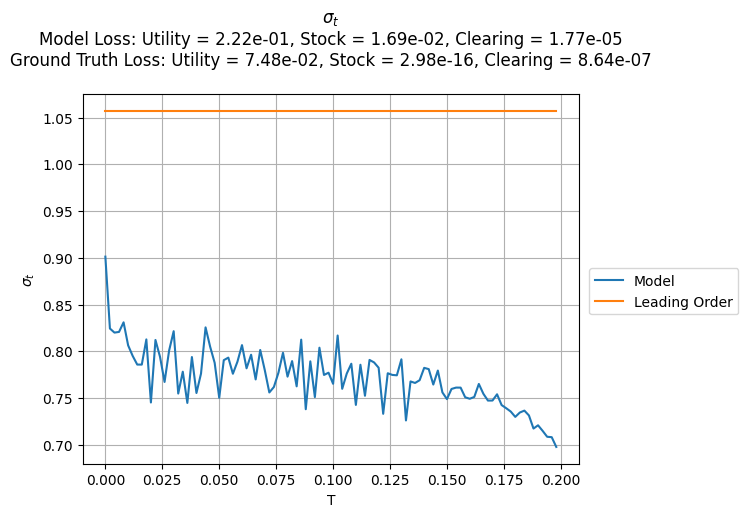 σt
Model Loss: Utility = 2.22e-01, Stock = 1.69e-02, Clearing = 1.77e-05
Ground Truth Loss: Utility = 7.48e-02, Stock = 2.98e-16, Clearing = 8.64e-07
1.05
1.00
0.95
0.90
0.85
0.80
0.75
0.70
σt
0.000 0.025 0.050 0.075 0.100 0.125 0.150 0.175 0.200
T
Model
Leading Order